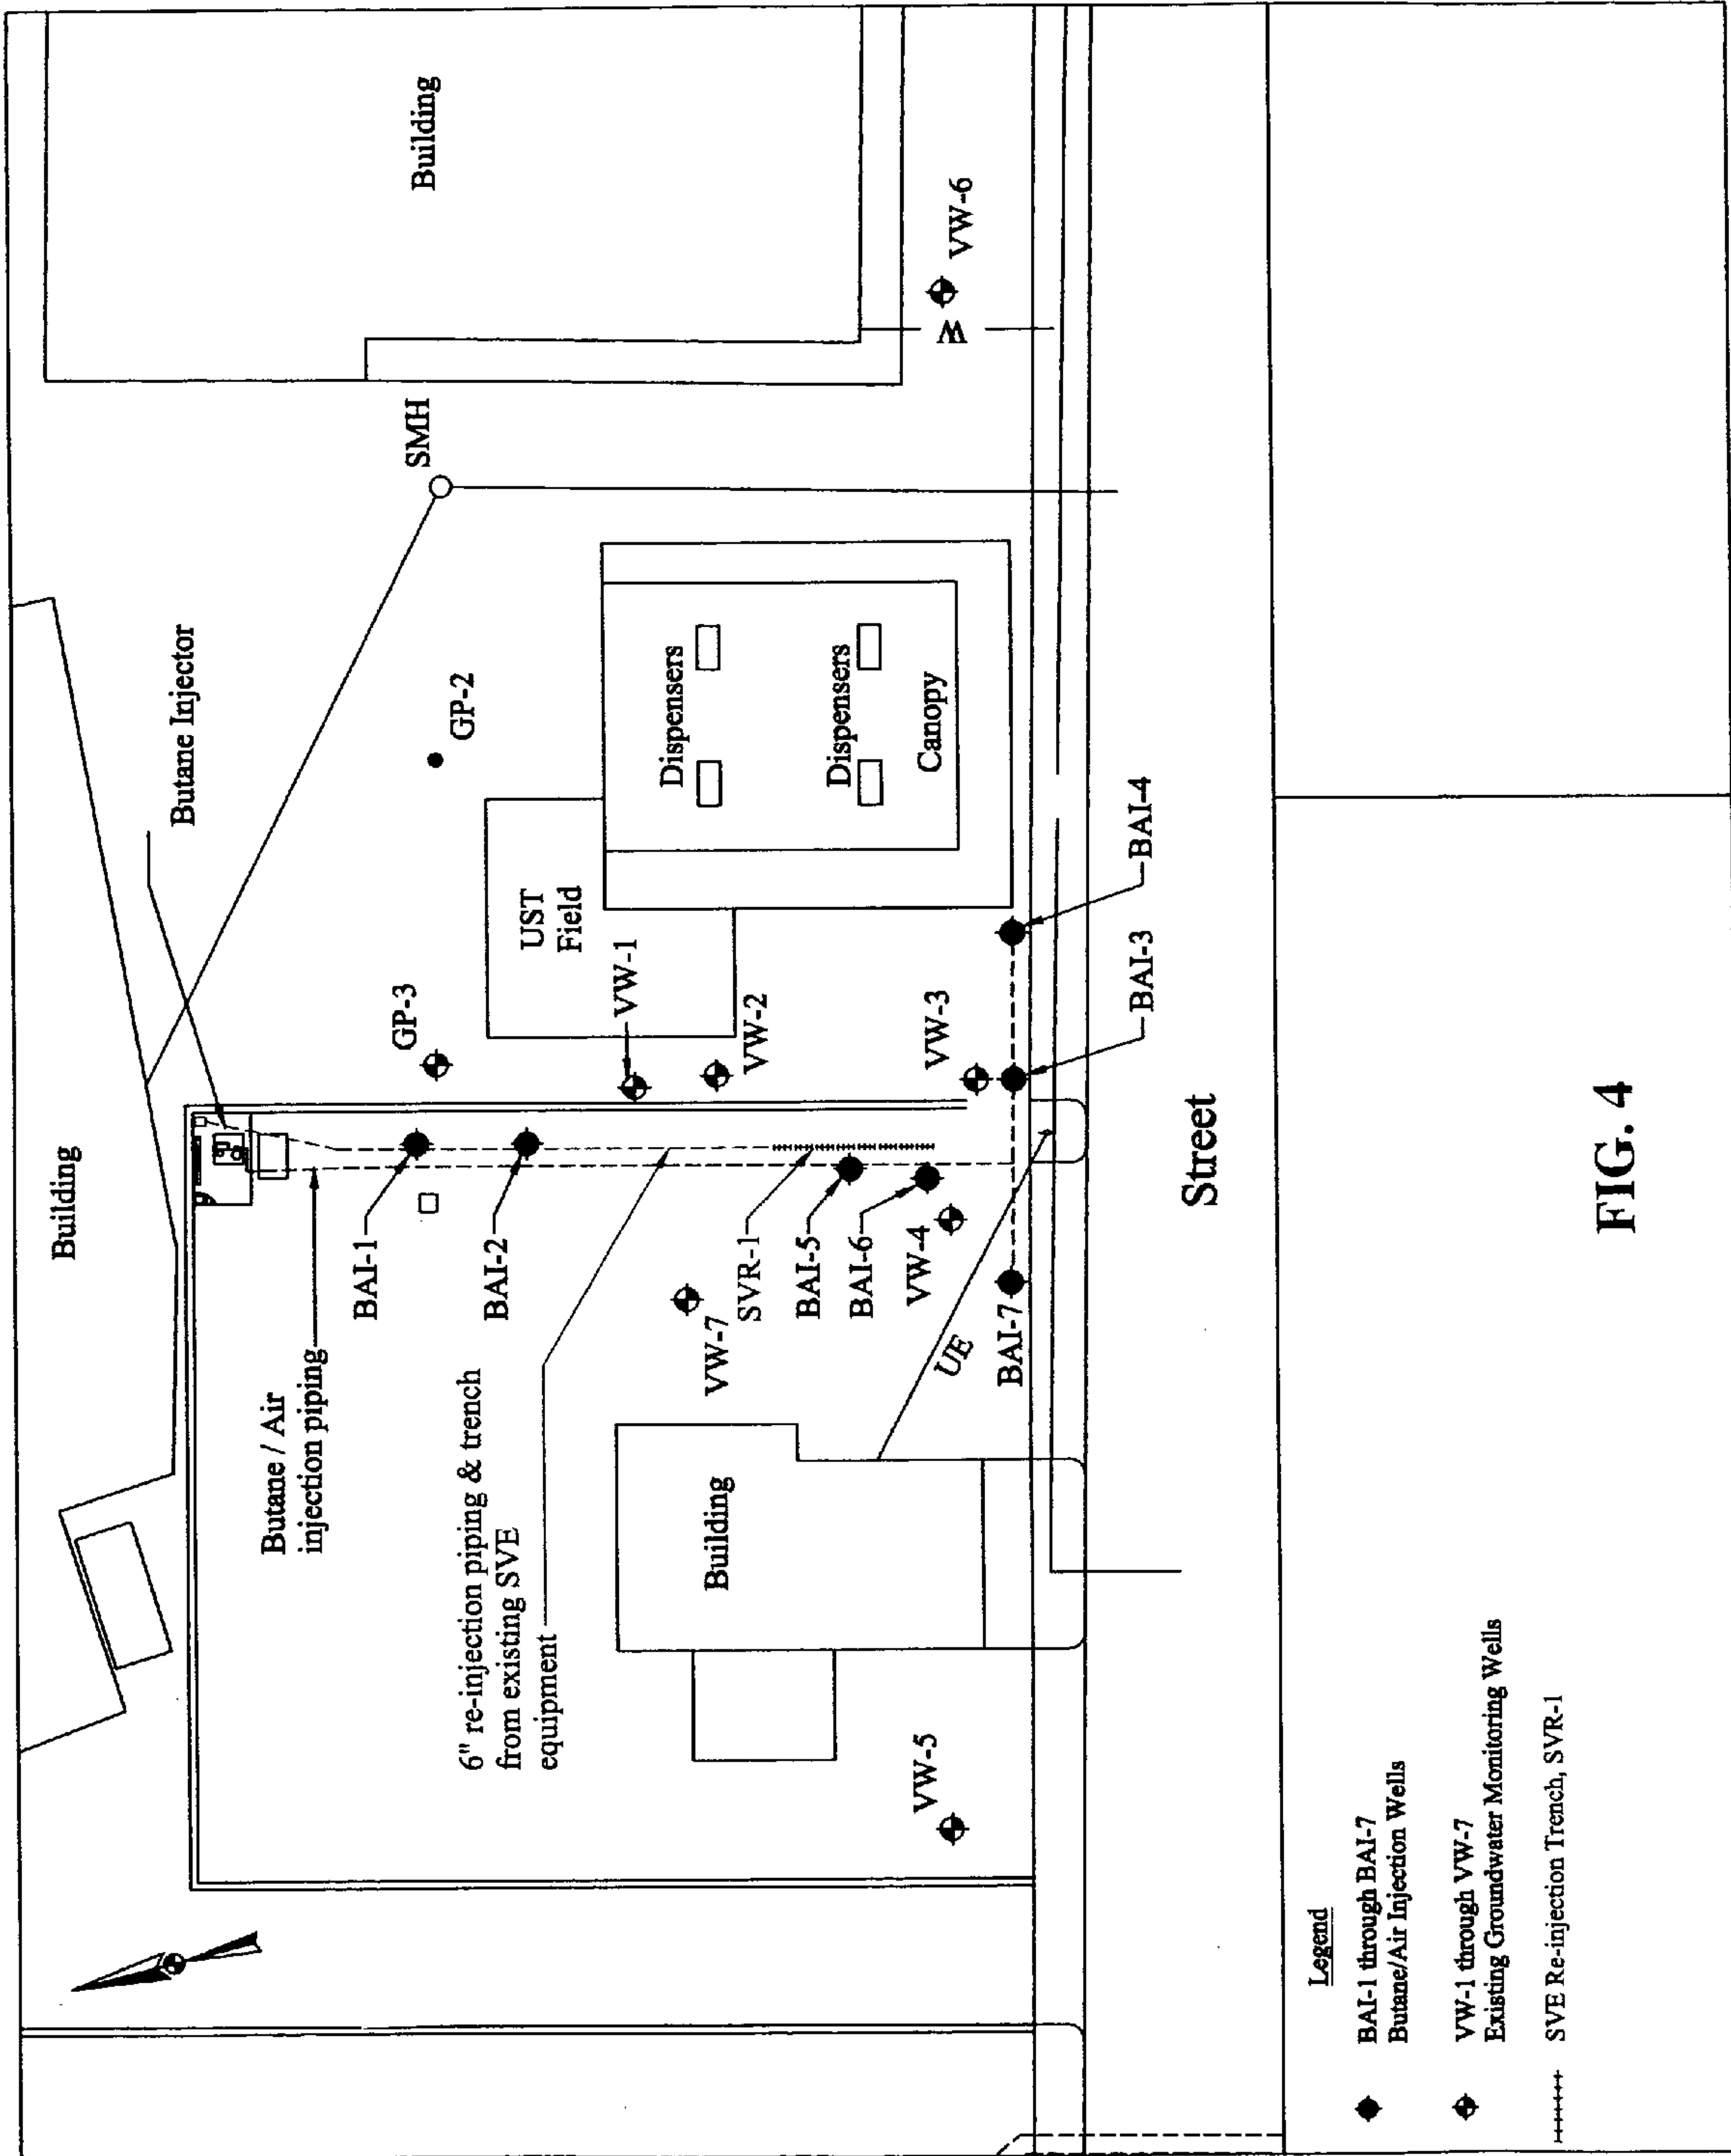 Building
Building
Butane Injector
SMH
GP-2
GP-3
Butane / Air
injection piping
BAI-1
BAI-2
UST
Field
VW-1
VW-2
Dispensers
Dispensers
Canopy
6" re-injection piping & trench
from existing SVE
equipment
VW-7
SVR-1
BAI-5
BAI-6
VW-4
VW-3
VW-6
W
Building
VW-5
UE
BAI-7
BAI-3
BAI-4
Street
Legend
BAI-1 through BAI-7
Butane/Air Injection Wells
VW-1 through VW-7
Existing Groundwater Monitoring Wells
SVE Re-injection Trench, SVR-1
FIG. 4